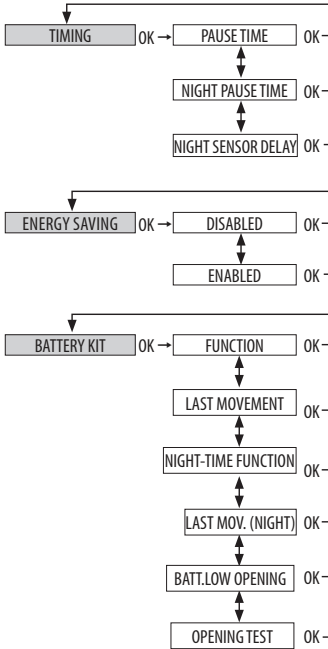 TIMING OK PAUSE TIME OK
NIGHT PAUSE TIME OK
NIGHT SENSOR DELAY OK
ENERGY SAVING OK DISABLED OK
ENABLED OK
BATTERY KIT OK FUNCTION OK
LAST MOVEMENT OK
NIGHT-TIME FUNCTION OK
LAST MOV. (NIGHT) OK
BATT.LOW OPENING OK
OPENING TEST OK